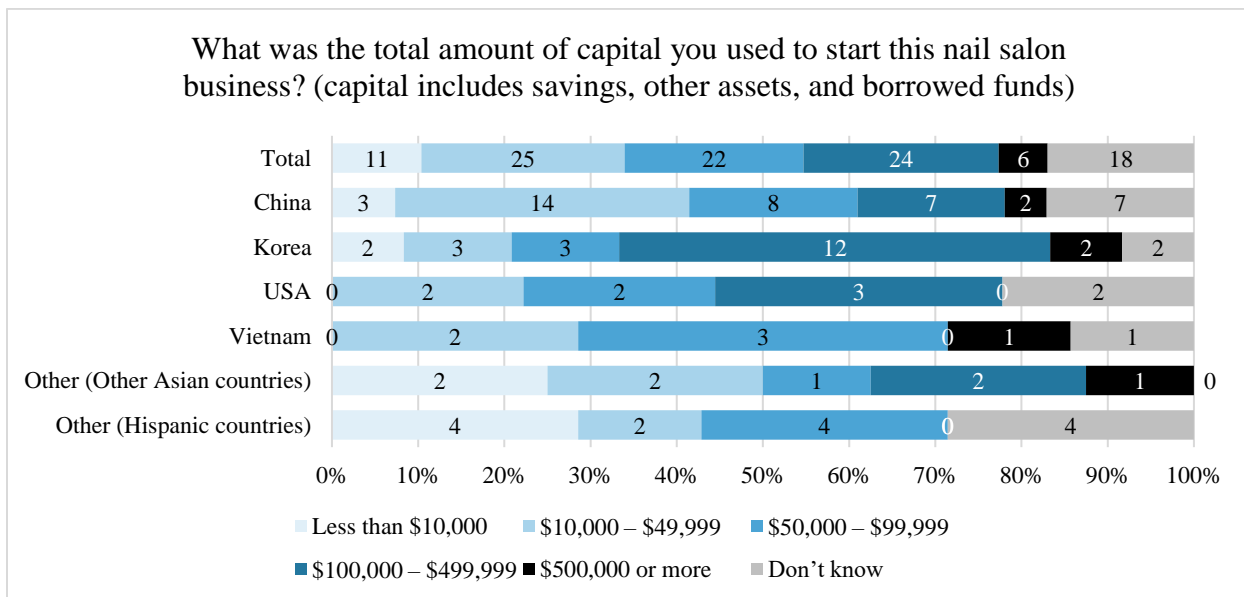 What was the total amount of capital you used to start this nail salon
business? (capital includes savings, other assets, and borrowed funds)
Total 11 25 22 24 6 18
China 3 14 8 7 2 7
Korea 2 3 3 12 2 2
USA 0 2 2 3 0 2
Vietnam 0 2 3 0 1 1
Other (Other Asian countries) 2 2 1 2 1 0
Other (Hispanic countries) 4 2 4 0 4
0% 10% 20% 30% 40% 50% 60% 70% 80% 90% 100%
Less than $10,000 $10,000 – $49,999 $50,000 – $99,999
$100,000 – $499,999 $500,000 or more Don’t know